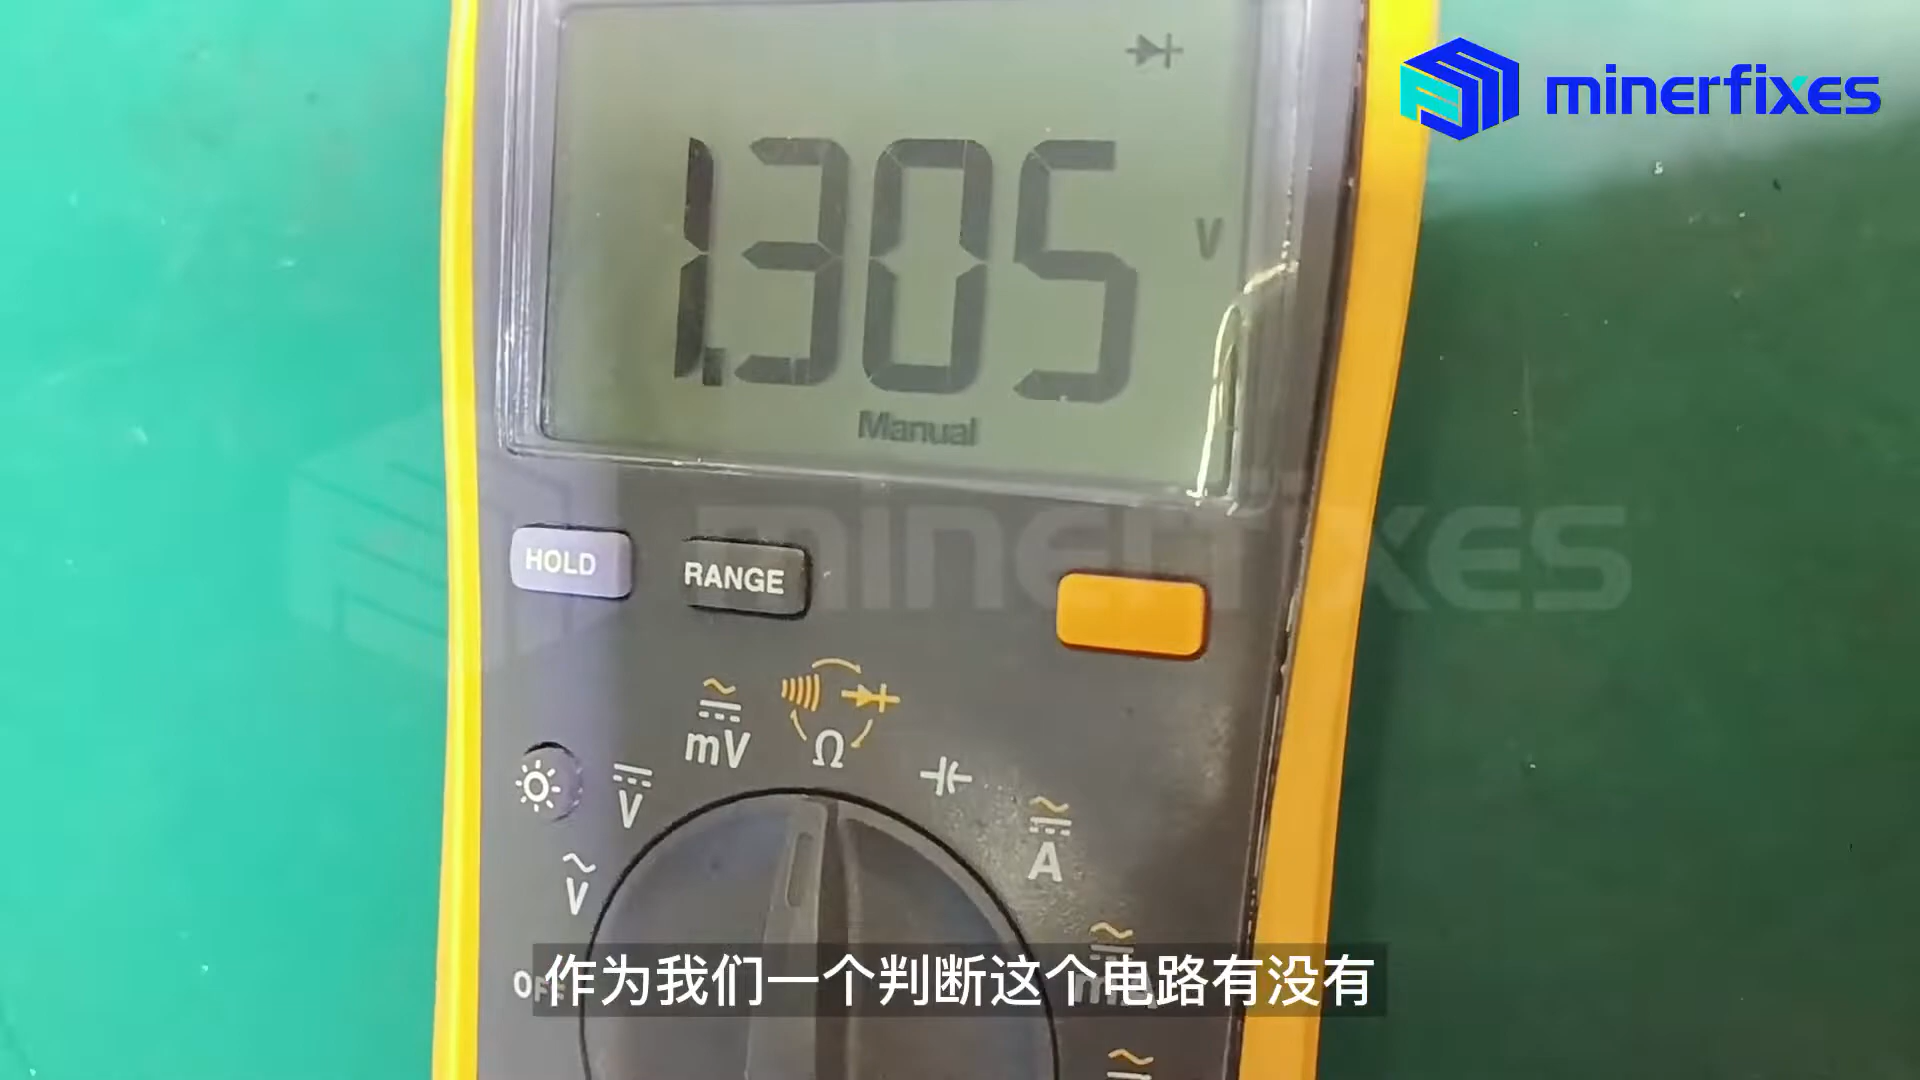 minerfixes
1.305
V
Manual
minerfixes
HOLD
RANGE
mV
Ω
V
A
V
OFF
作为我们一个判断这个电路有没有